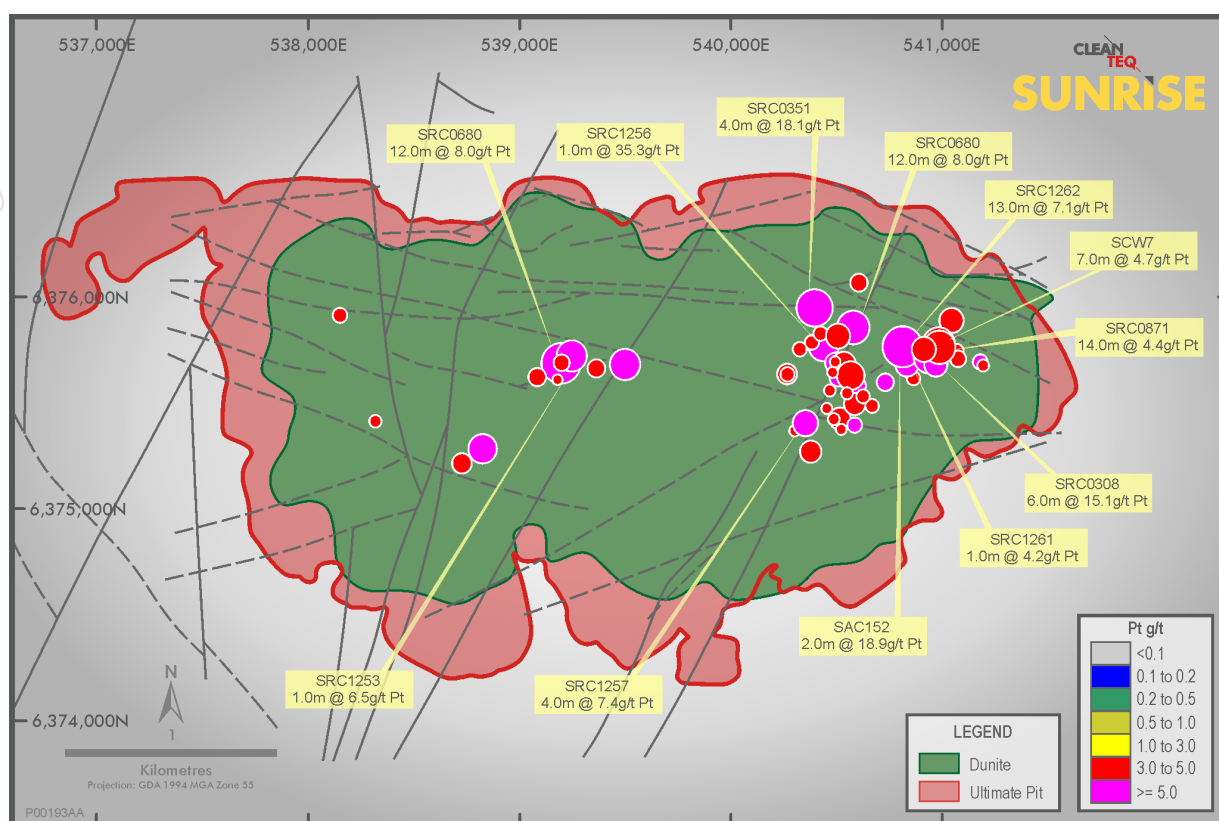 537,000E
538,000E
539,000E
540,000E
541,000E
CLEAN
TEQ
SUNRISE
SRC0351
4.0m @ 18.1g/t Pt
SRC0680
12.0m @ 8.0g/t Pt
SRC1256
1.0m @ 35.3g/t Pt
SRC0680
12.0m @ 8.0g/t Pt
SRC1262
13.0m @ 7.1g/t Pt
SCW7
7.0m @ 4.7g/t Pt
6,376,000N
SRC0871
14.0m @ 4.4g/t Pt
SRC0308
6.0m @ 15.1g/t Pt
6,375,000N
SRC1261
1.0m @ 4.2g/t Pt
SAC152
2.0m @ 18.9g/t Pt
SRC1253
1.0m @ 6.5g/t Pt
SRC1257
4.0m @ 7.4g/t Pt
6,374,000N
N
1
Kilometres
Projection: GDA 1994 MGA Zone 55
P00193AA
LEGEND
Dunite
Ultimate Pit
Pt g/t
<0.1
0.1 to 0.2
0.2 to 0.5
0.5 to 1.0
1.0 to 3.0
3.0 to 5.0
>= 5.0